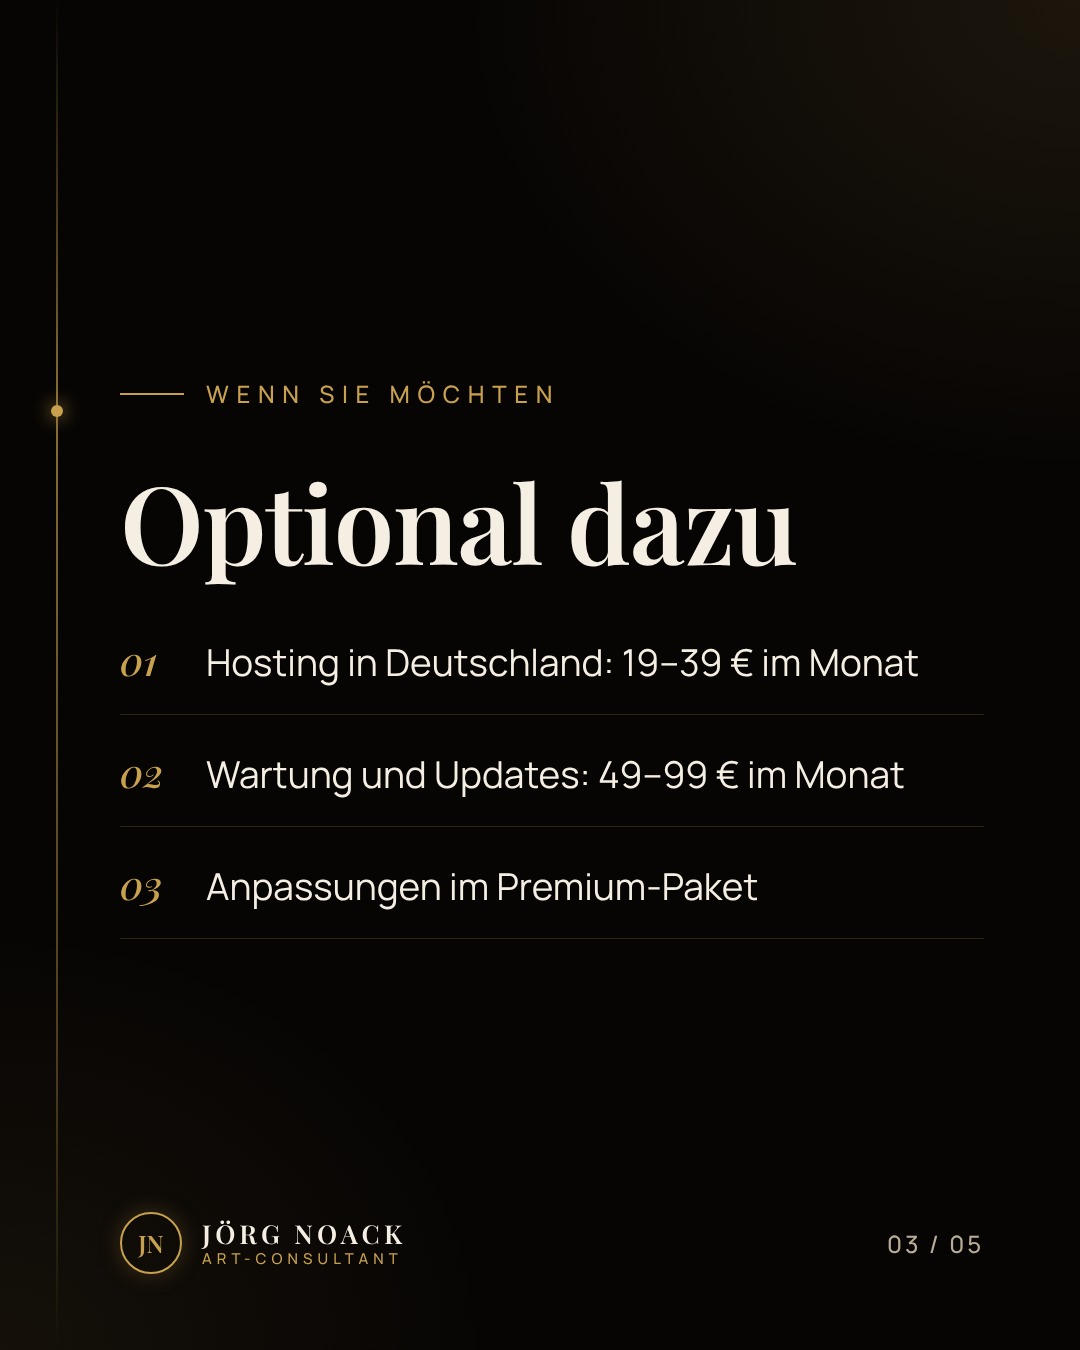 WENN SIE MÖCHTEN
Optional dazu
01 Hosting in Deutschland: 19–39 € im Monat
02 Wartung und Updates: 49–99 € im Monat
03 Anpassungen im Premium-Paket
JN
JÖRG NOACK
ART-CONSULTANT
03 / 05